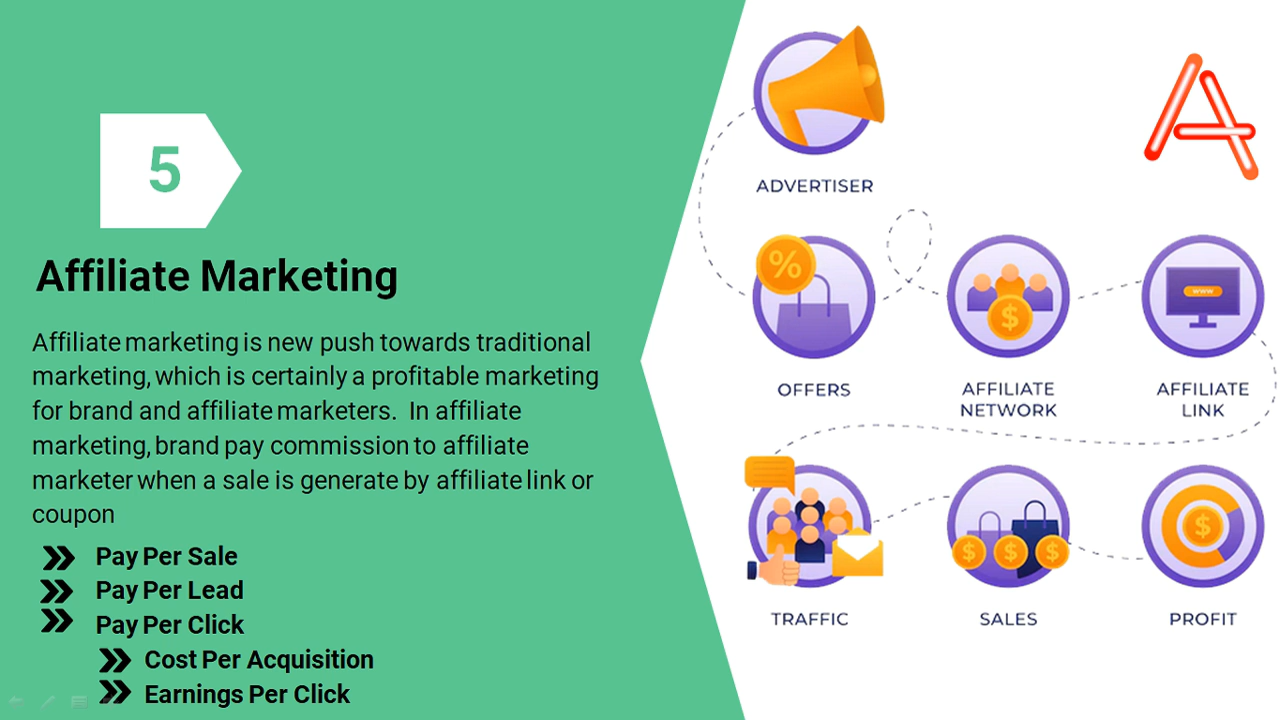 5
Affiliate Marketing
Affiliate marketing is new push towards traditional
marketing, which is certainly a profitable marketing
for brand and affiliate marketers. In affiliate
marketing, brand pay commission to affiliate
marketer when a sale is generate by affiliate link or
coupon
Pay Per Sale
Pay Per Lead
Pay Per Click
Cost Per Acquisition
Earnings Per Click
A
ADVERTISER
%
OFFERS
$
AFFILIATE
NETWORK
www
AFFILIATE
LINK
TRAFFIC
$ $ $
SALES
$
PROFIT